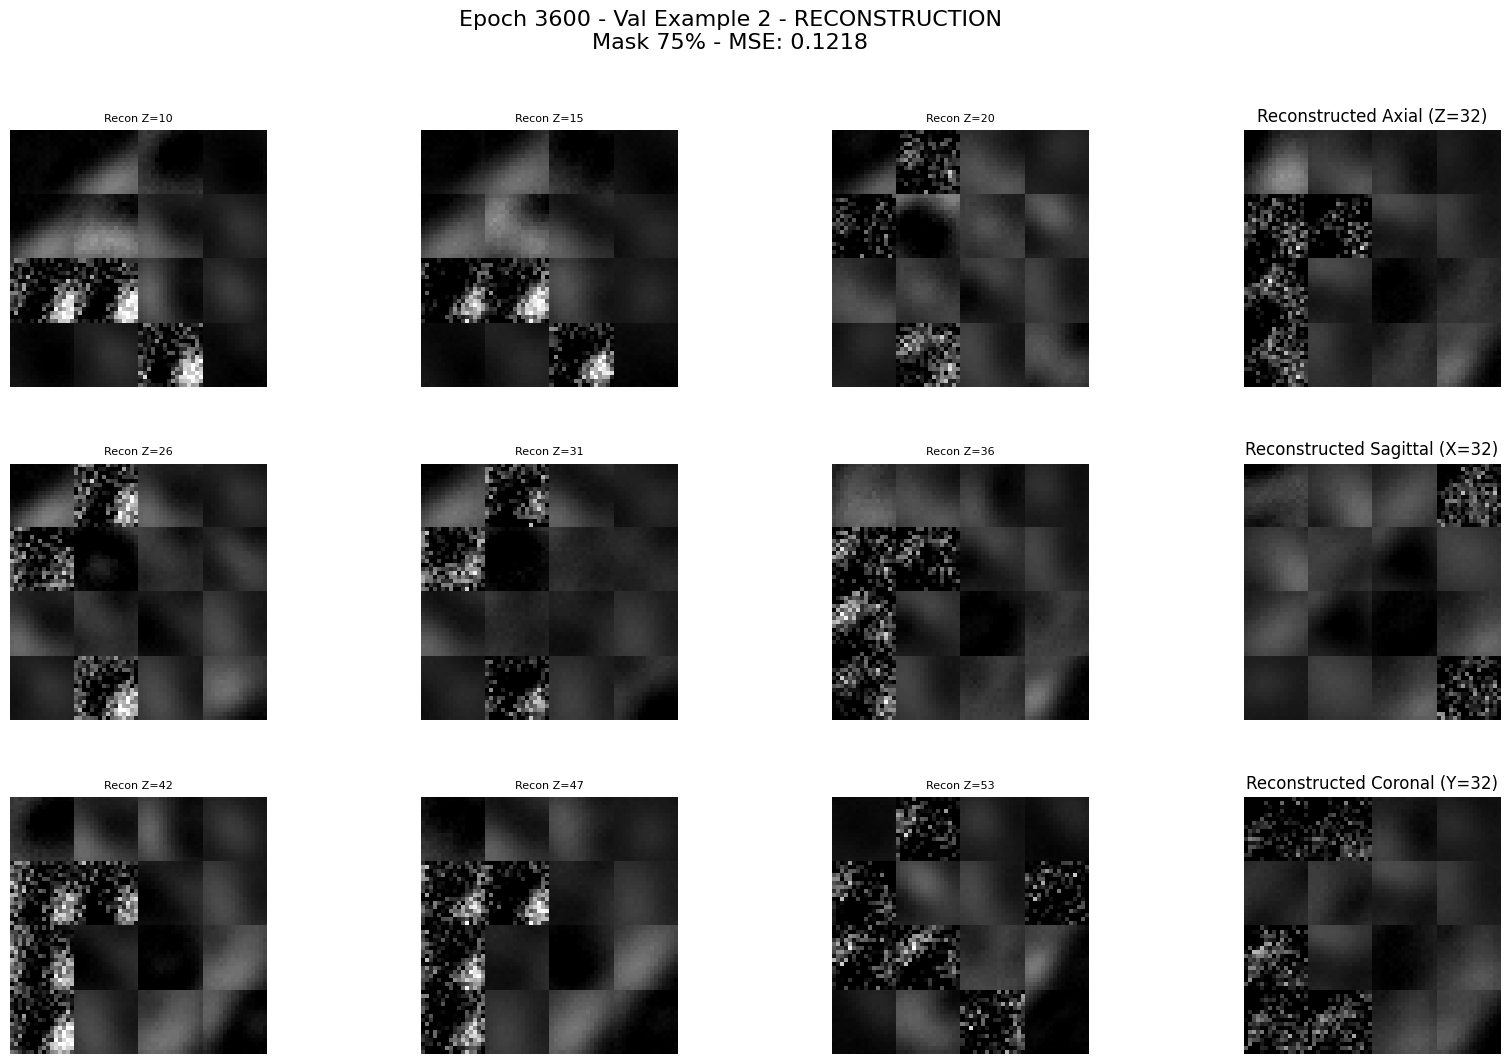 Epoch 3600 - Val Example 2 - RECONSTRUCTION
Mask 75% - MSE: 0.1218
Recon Z=10
Recon Z=15
Recon Z=20
Reconstructed Axial (Z=32)
Recon Z=26
Recon Z=31
Recon Z=36
Reconstructed Sagittal (X=32)
Recon Z=42
Recon Z=47
Recon Z=53
Reconstructed Coronal (Y=32)